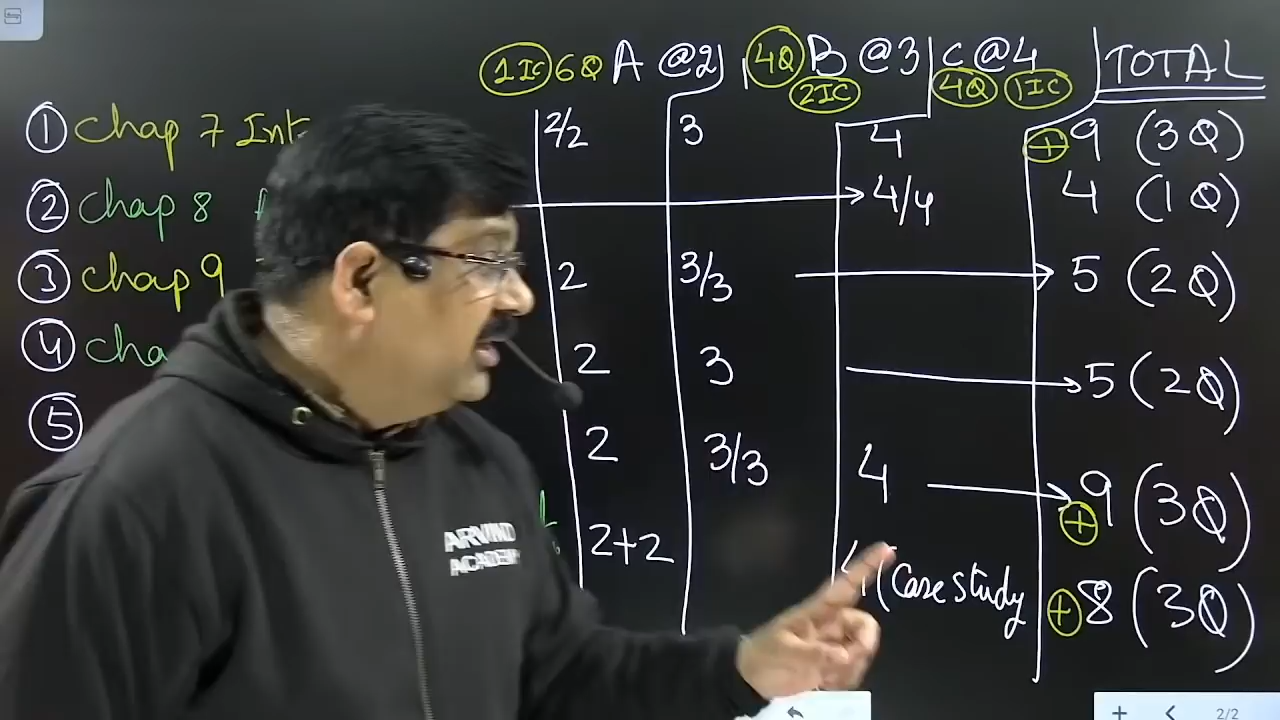 1IC 6Q A @2 4Q B @3 C @4 TOTAL
2IC 4Q 1IC
1 Chap 7 Int 2/2 3 4 + 9 (3Q)
2 Chap 8 4/4 4 (1Q)
3 Chap 9 2 3/3 5 (2Q)
4 Cha 2 3 5 (2Q)
5 2 3/3 4 9 (3Q)
+
2+2 4 (Case study + 8 (3Q)
ARVIND
ACADEMY
+ < 2/2